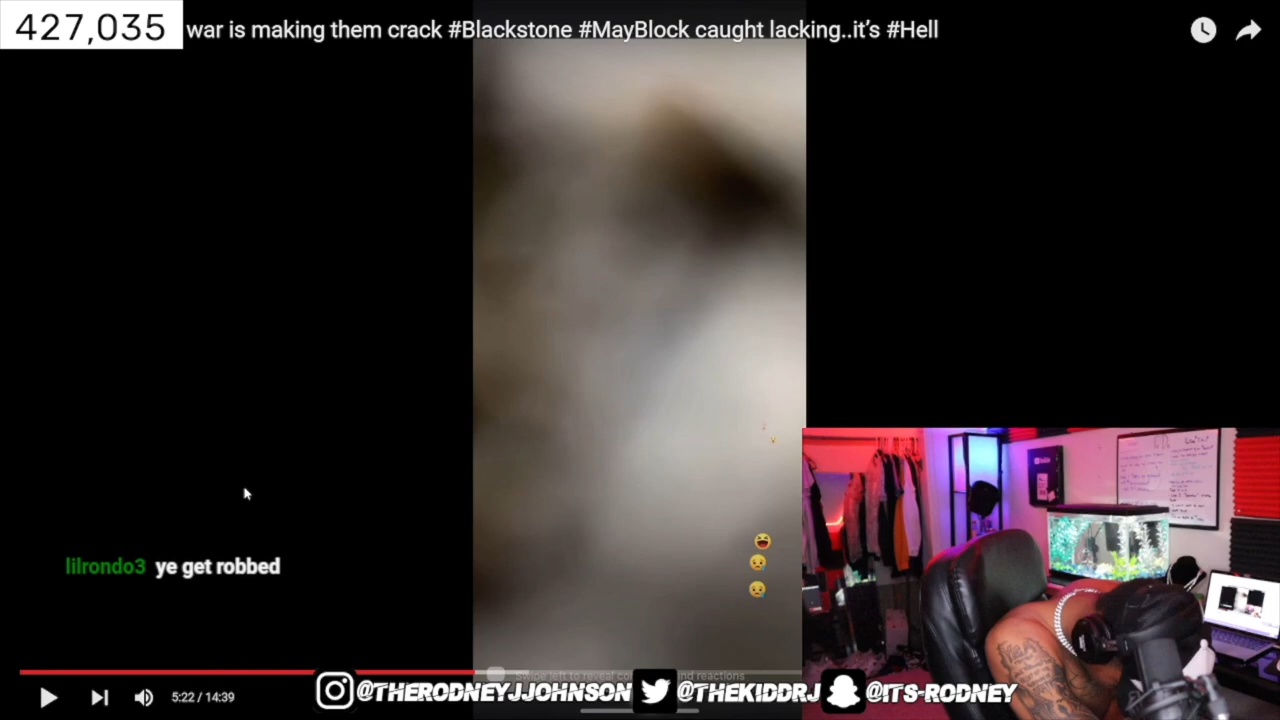 427,035
war is making them crack #Blackstone #MayBlock caught lacking..it’s #Hell
lilrondo3 ye get robbed
5:22 / 14:39
@THERODNEYJJOHNSON @THEKIDDRJ @ITS-RODNEY